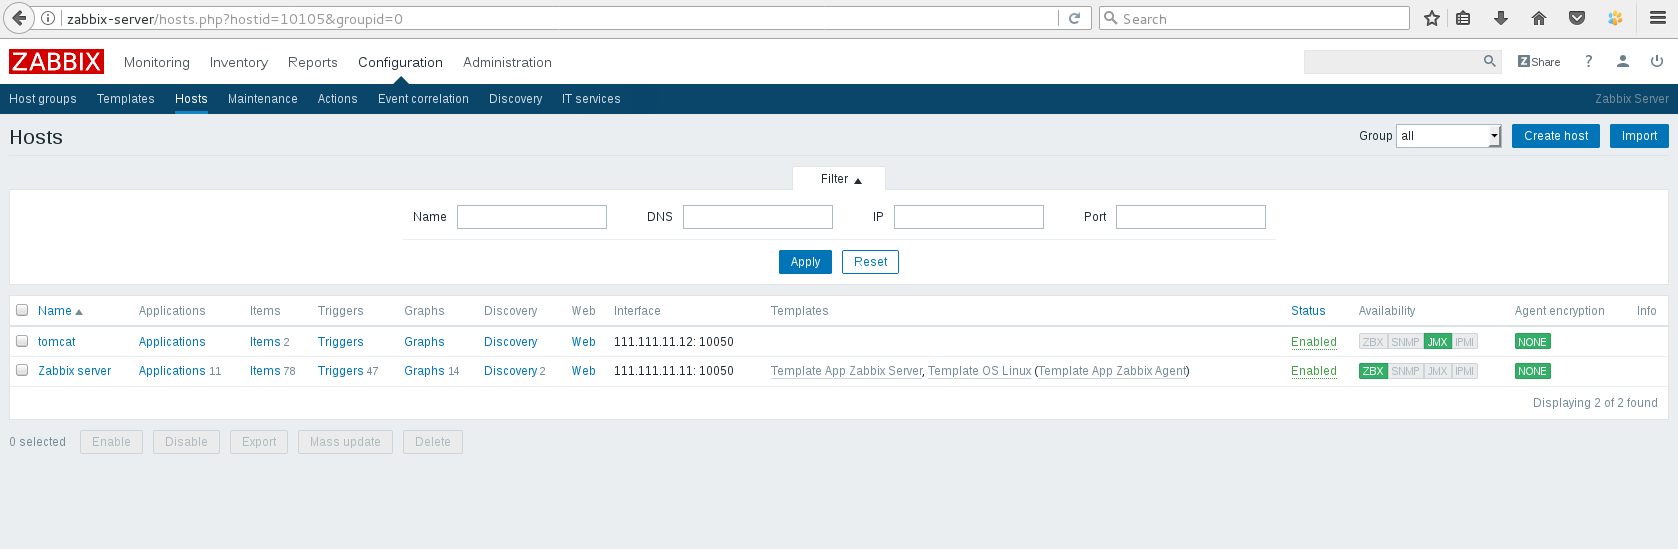 zabbix-server/hosts.php?hostid=10105&groupid=0 Search
ZABBIX Monitoring Inventory Reports Configuration Administration Z Share ?
Host groups Templates Hosts Maintenance Actions Event correlation Discovery IT services Zabbix Server
Hosts Group all Create host Import
Filter
Name DNS IP Port
Apply Reset
Name Applications Items Triggers Graphs Discovery Web Interface Templates Status Availability Agent encryption Info
tomcat Applications Items 2 Triggers Graphs Discovery Web 111.111.11.12: 10050 Enabled ZBX SNMP JMX IPMI NONE
Zabbix server Applications 11 Items 78 Triggers 47 Graphs 14 Discovery 2 Web 111.111.11.11: 10050 Template App Zabbix Server, Template OS Linux (Template App Zabbix Agent) Enabled ZBX SNMP JMX IPMI NONE
Displaying 2 of 2 found
0 selected Enable Disable Export Mass update Delete